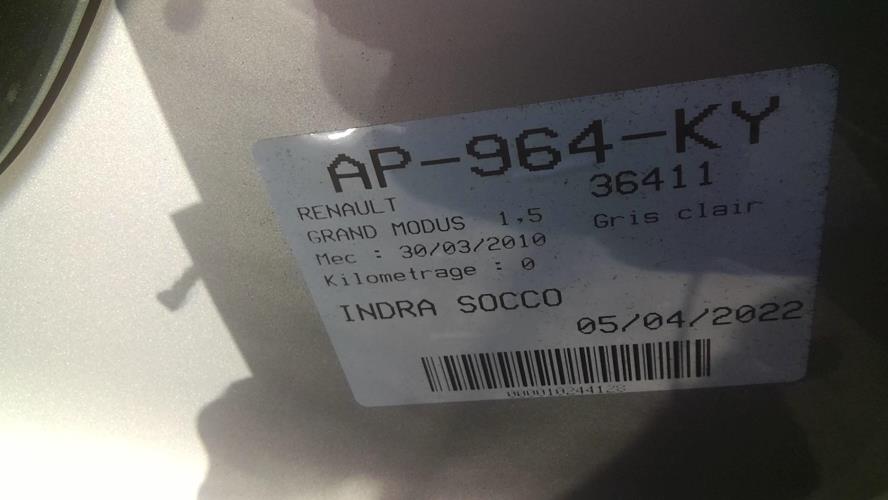 AP-964-KY
36411
RENAULT
GRAND MODUS 1,5 Gris clair
Mec : 30/03/2010
Kilometrage : 0
INDRA SOCCO
05/04/2022